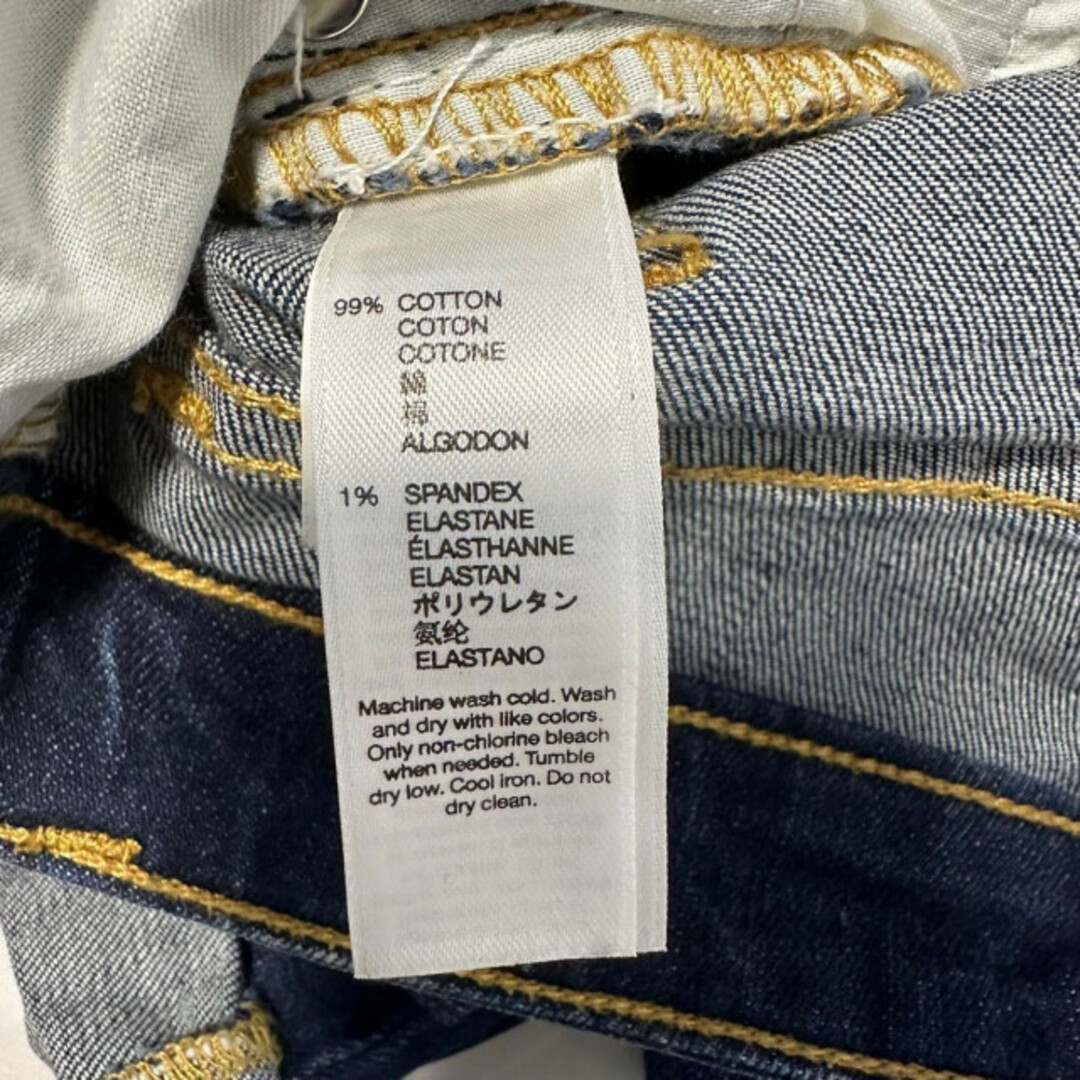 99% COTTON
COTON
COTONE
綿
棉
ALGODON
1% SPANDEX
ELASTANE
ÉLASTHANNE
ELASTAN
ポリウレタン
氨纶
ELASTANO
Machine wash cold. Wash
and dry with like colors.
Only non-chlorine bleach
when needed. Tumble
dry low. Cool iron. Do not
dry clean.